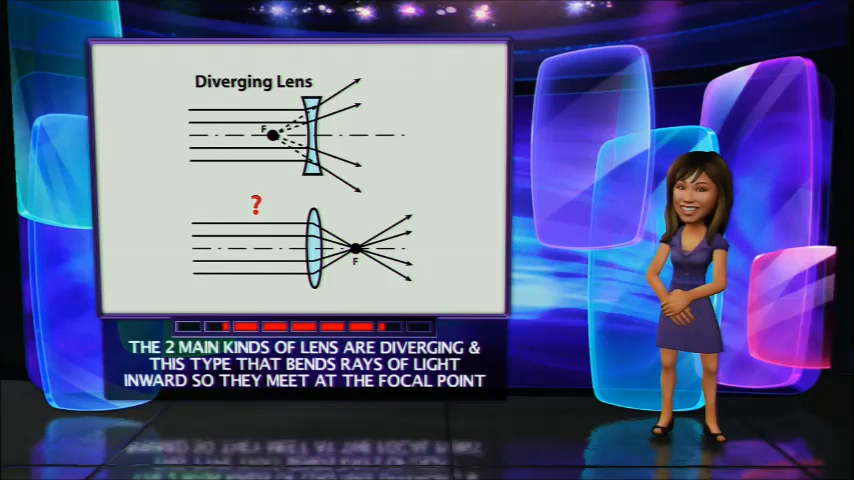 Diverging Lens
F
?
F
THE 2 MAIN KINDS OF LENS ARE DIVERGING &
THIS TYPE THAT BENDS RAYS OF LIGHT
INWARD SO THEY MEET AT THE FOCAL POINT